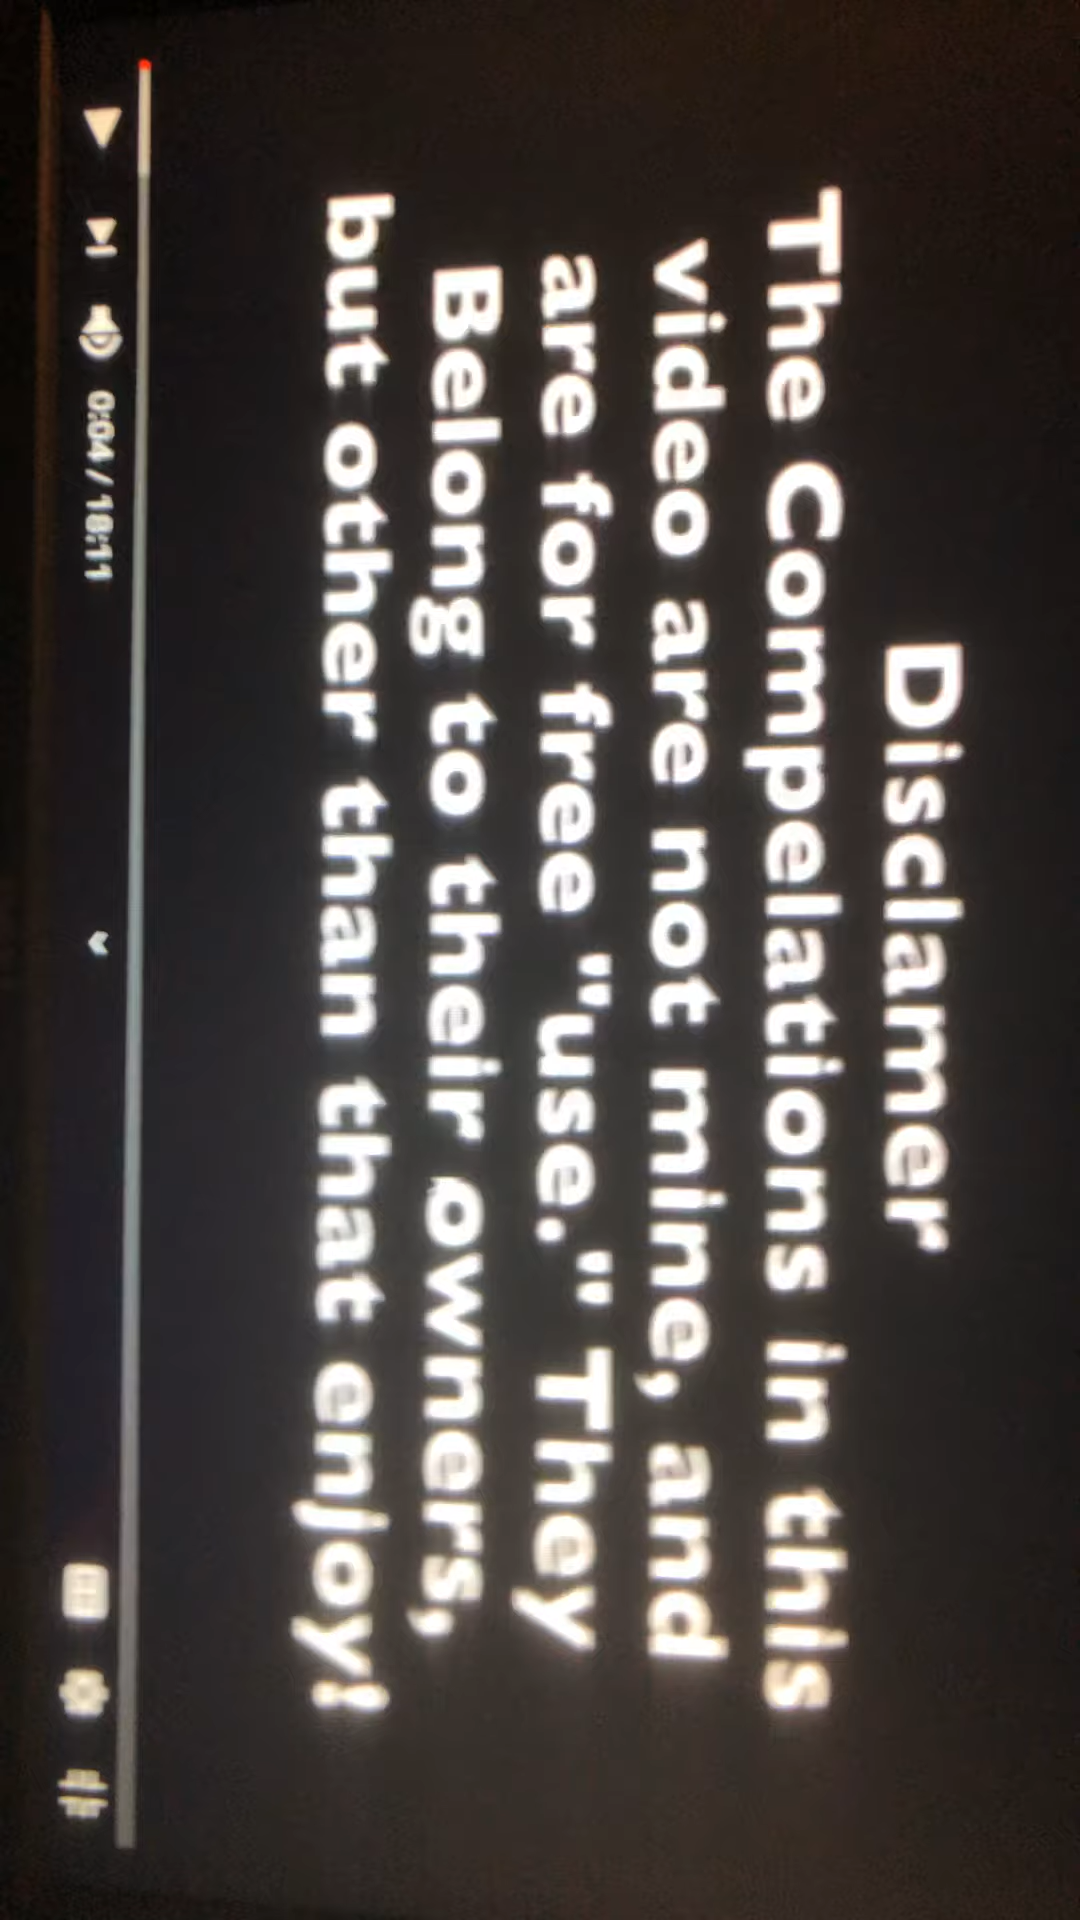 Disclamer
The Compelations in this
video are not mine, and
are for free "use." They
Belong to their owners,
but other than that enjoy!
0:04 / 18:11